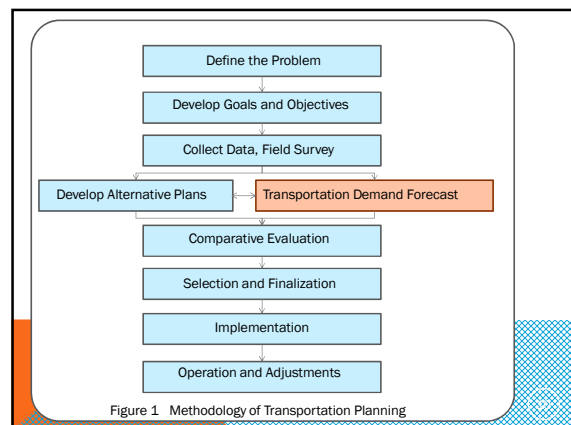 Define the Problem
Develop Goals and Objectives
Collect Data, Field Survey
Develop Alternative Plans
Transportation Demand Forecast
Comparative Evaluation
Selection and Finalization
Implementation
Operation and Adjustments
Figure 1 Methodology of Transportation Planning